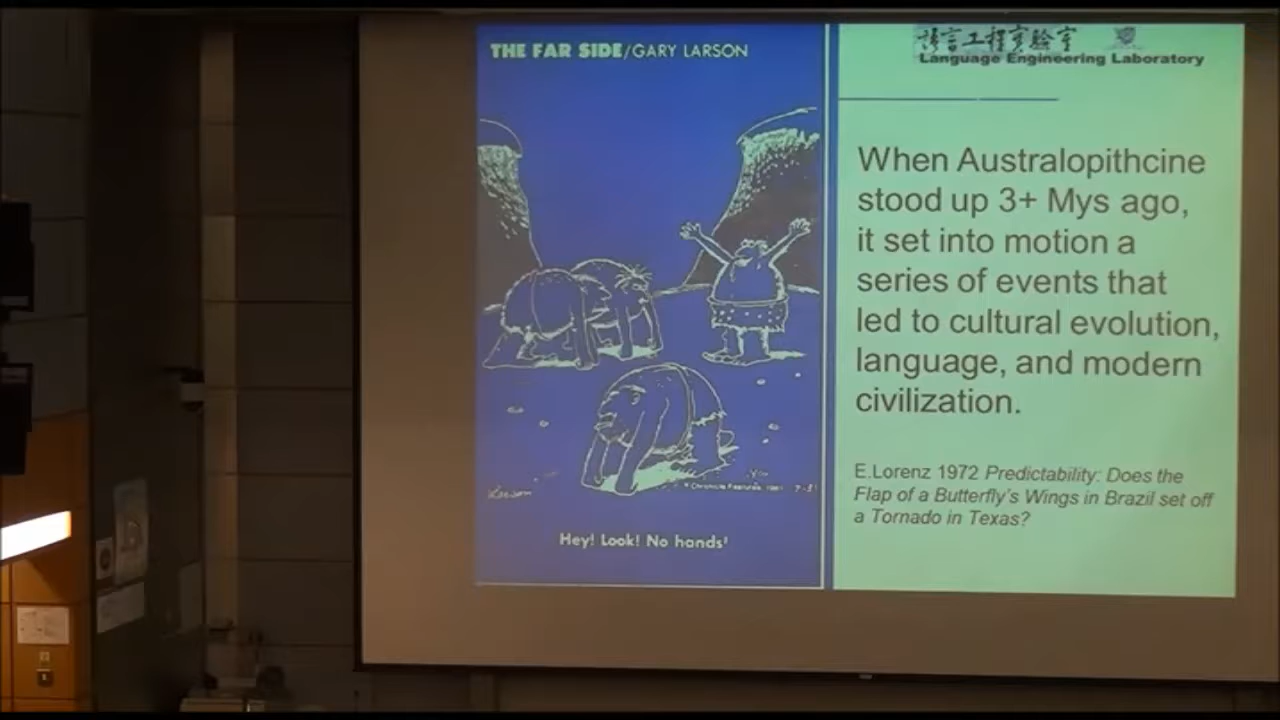 THE FAR SIDE/GARY LARSON
Hey! Look! No hands!
語言工程實驗室
Language Engineering Laboratory
When Australopithcine
stood up 3+ Mys ago,
it set into motion a
series of events that
led to cultural evolution,
language, and modern
civilization.
E.Lorenz 1972 Predictability: Does the
Flap of a Butterfly's Wings in Brazil set off
a Tornado in Texas?